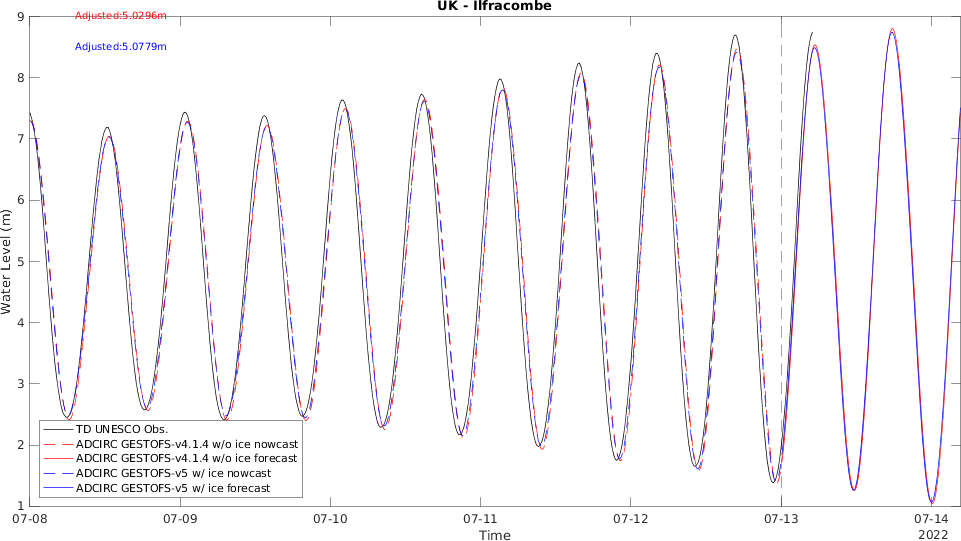 UK - Ilfracombe
Adjusted:5.0296m
Adjusted:5.0779m
9
8
7
6
5
4
3
2
1
Water Level (m)
TD UNESCO Obs.
ADCIRC GESTOFS-v4.1.4 w/o ice nowcast
ADCIRC GESTOFS-v4.1.4 w/o ice forecast
ADCIRC GESTOFS-v5 w/ ice nowcast
ADCIRC GESTOFS-v5 w/ ice forecast
07-08 07-09 07-10 07-11 07-12 07-13 07-14
Time 2022